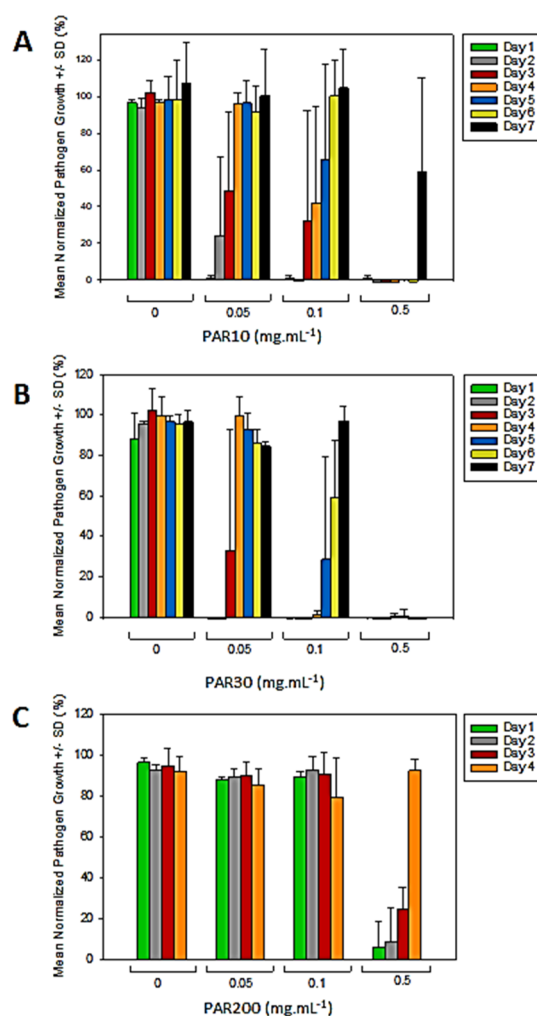 A
Mean Normalized Pathogen Growth +/- SD (%)
120
100
80
60
40
20
0
0
0.05
0.1
0.5
PAR10 (mg.mL-1)
Day1
Day2
Day3
Day4
Day5
Day6
Day7
B
Mean Normalized Pathogen Growth +/- SD (%)
120
100
80
60
40
20
0
0
0.05
0.1
0.5
PAR30 (mg.mL-1)
Day1
Day2
Day3
Day4
Day5
Day6
Day7
C
Mean Normalized Pathogen Growth +/- SD (%)
120
100
80
60
40
20
0
0
0.05
0.1
0.5
PAR200 (mg.mL-1)
Day1
Day2
Day3
Day4